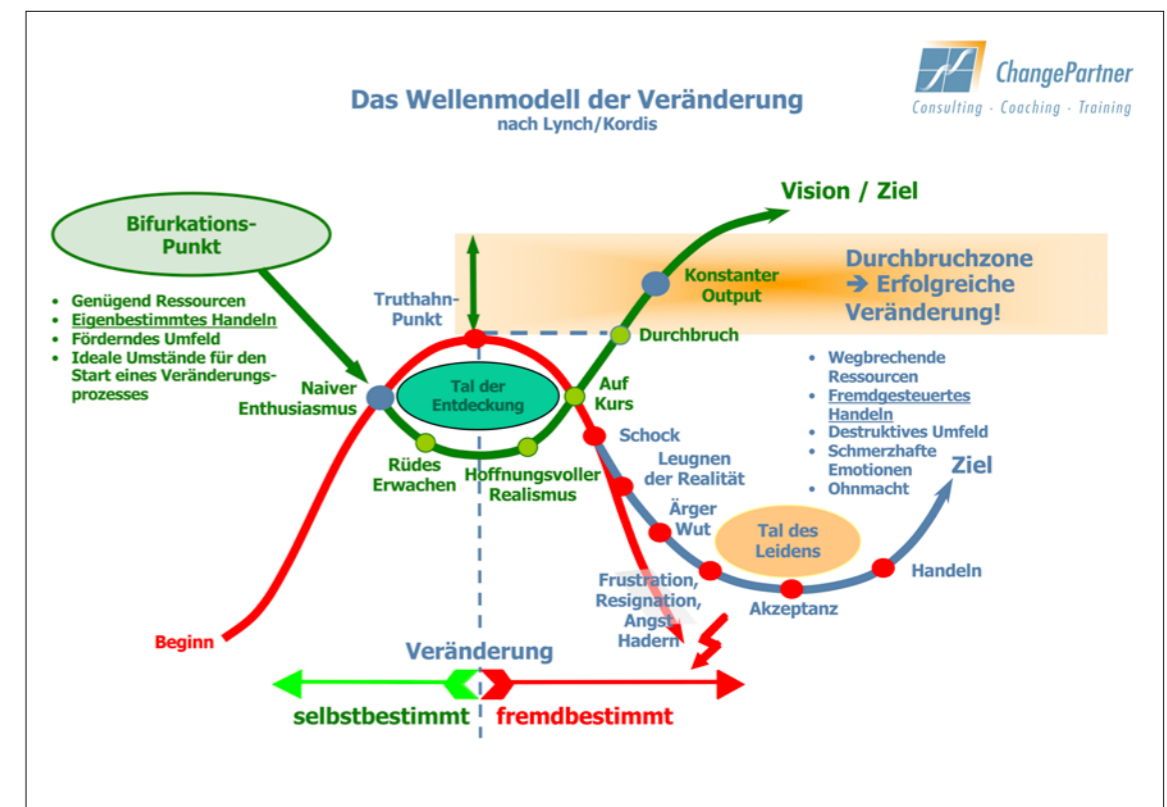 ChangePartner
Consulting - Coaching - Training
Das Wellenmodell der Veränderung
nach Lynch/Kordis
Bifurkations-
Punkt
• Genügend Ressourcen
• Eigenbestimmtes Handeln
• Förderndes Umfeld
• Ideale Umstände für den
Start eines Veränderungs-
prozesses
Naiver
Enthusiasmus
Truthahn-
Punkt
Tal der
Entdeckung
Rüdes
Erwachen
Hoffnungsvoller
Realismus
Auf
Kurs
Durchbruch
Konstanter
Output
Vision / Ziel
Durchbruchzone
➔ Erfolgreiche
Veränderung!
• Wegbrechende
Ressourcen
• Fremdgesteuertes
Handeln
• Destruktives Umfeld
• Schmerzhafte
Emotionen
• Ohnmacht
Schock
Leugnen
der Realität
Ärger
Wut
Frustration,
Resignation,
Angst
Hadern
Tal des
Leidens
Akzeptanz
Handeln
Ziel
Beginn
Veränderung
selbstbestimmt
fremdbestimmt